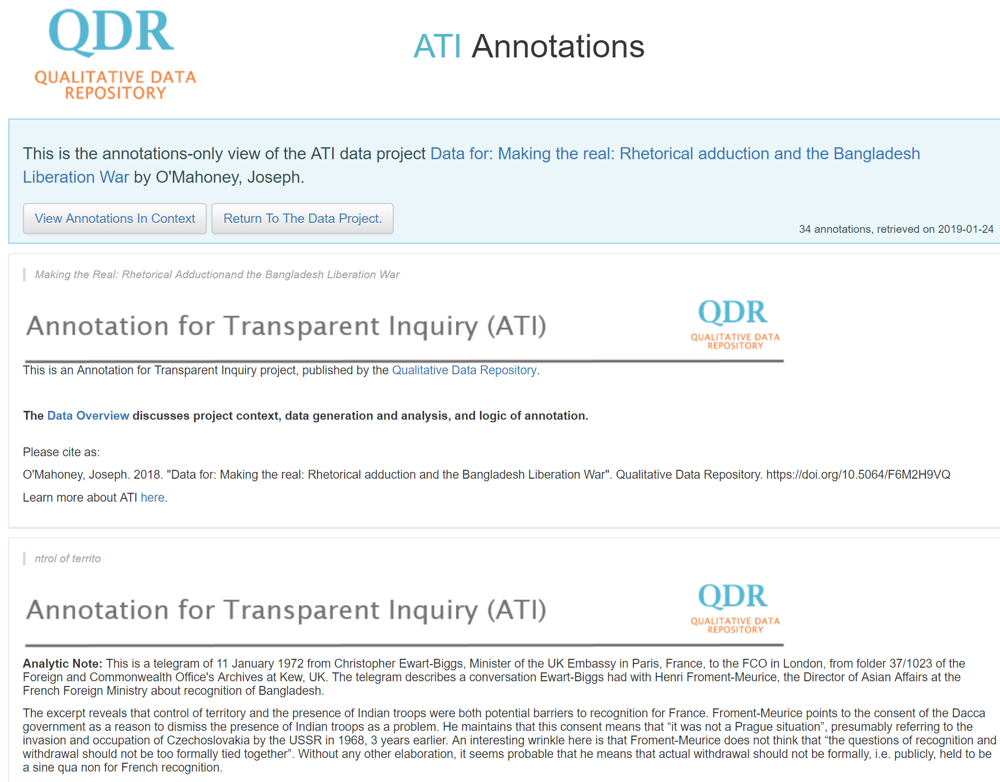 QDR
QUALITATIVE DATA
REPOSITORY
ATI Annotations
This is the annotations-only view of the ATI data project Data for: Making the real: Rhetorical adduction and the Bangladesh
Liberation War by O'Mahoney, Joseph.
View Annotations In Context
Return To The Data Project.
34 annotations, retrieved on 2019-01-24
Making the Real: Rhetorical Adductionand the Bangladesh Liberation War
Annotation for Transparent Inquiry (ATI)
QDR
QUALITATIVE DATA
REPOSITORY
This is an Annotation for Transparent Inquiry project, published by the Qualitative Data Repository.
The Data Overview discusses project context, data generation and analysis, and logic of annotation.
Please cite as:
O'Mahoney, Joseph. 2018. "Data for: Making the real: Rhetorical adduction and the Bangladesh Liberation War". Qualitative Data Repository. https://doi.org/10.5064/F6M2H9VQ
Learn more about ATI here.
ntrol of territo
Annotation for Transparent Inquiry (ATI)
QDR
QUALITATIVE DATA
REPOSITORY
Analytic Note: This is a telegram of 11 January 1972 from Christopher Ewart-Biggs, Minister of the UK Embassy in Paris, France, to the FCO in London, from folder 37/1023 of the
Foreign and Commonwealth Office's Archives at Kew, UK. The telegram describes a conversation Ewart-Biggs had with Henri Froment-Meurice, the Director of Asian Affairs at the
French Foreign Ministry about recognition of Bangladesh.
The excerpt reveals that control of territory and the presence of Indian troops were both potential barriers to recognition for France. Froment-Meurice points to the consent of the Dacca
government as a reason to dismiss the presence of Indian troops as a problem. He maintains that this consent means that “it was not a Prague situation”, presumably referring to the
invasion and occupation of Czechoslovakia by the USSR in 1968, 3 years earlier. An interesting wrinkle here is that Froment-Meurice does not think that “the questions of recognition and
withdrawal should not be too formally tied together”. Without any other elaboration, it seems probable that he means that actual withdrawal should not be formally, i.e. publicly, held to be
a sine qua non for French recognition.